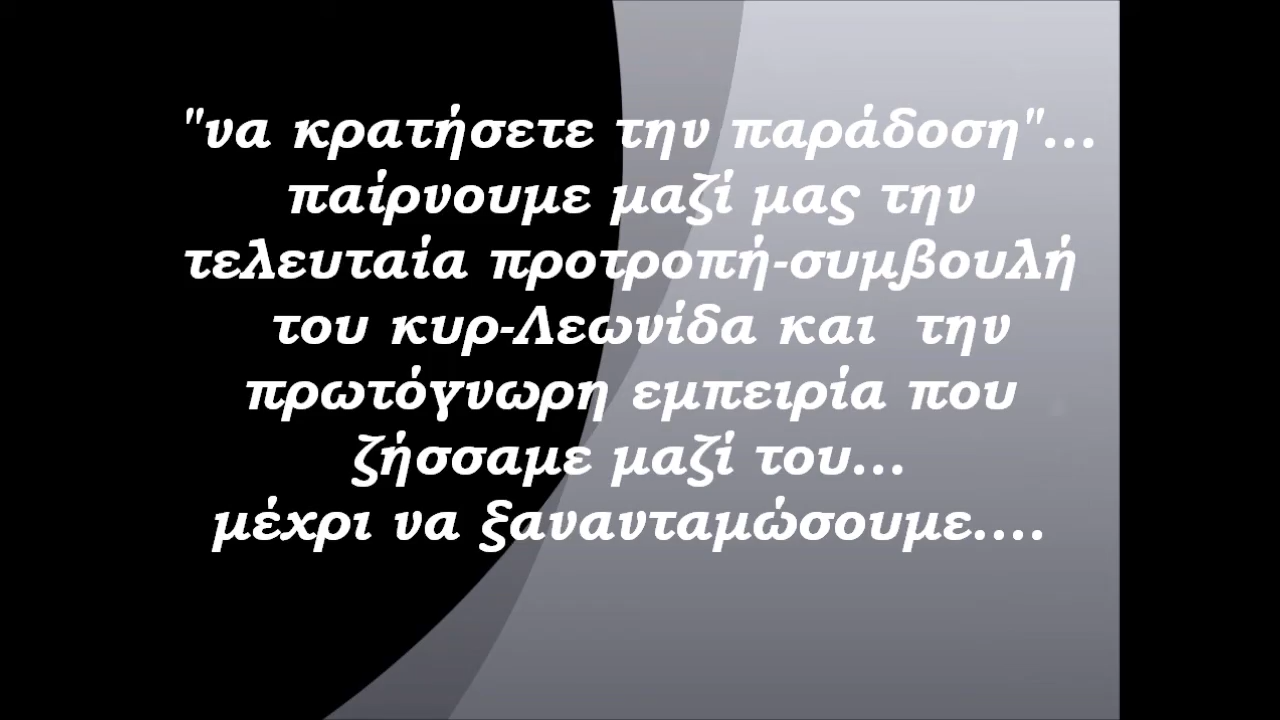 "να κρατήσετε την παράδοση"...
παίρνουμε μαζί μας την
τελευταία προτροπή-συμβουλή
του κυρ-Λεωνίδα και την
πρωτόγνωρη εμπειρία που
ζήσσαμε μαζί του...
μέχρι να ξανανταμώσουμε....